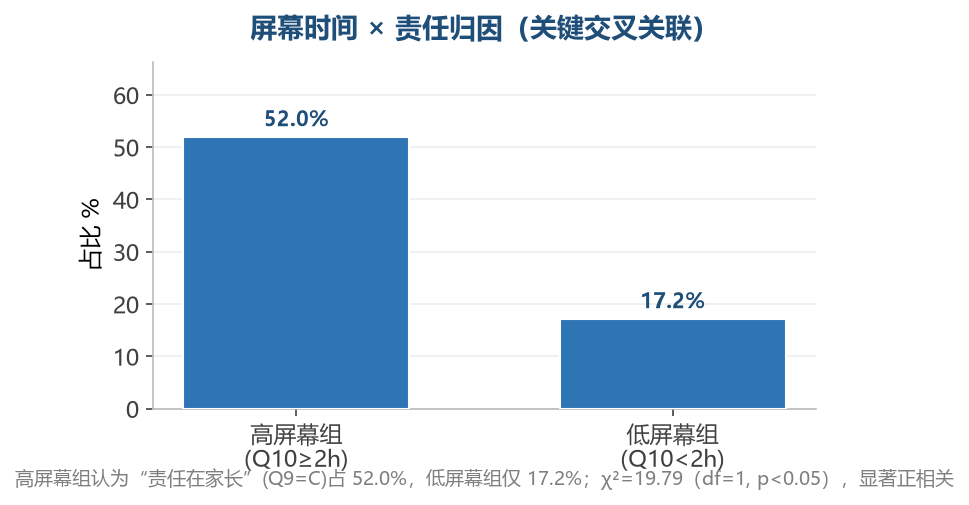 屏幕时间 × 责任归因（关键交叉关联）
60
50
40
30
20
10
0
占比 %
52.0%
17.2%
高屏幕组
(Q10≥2h)
低屏幕组
(Q10<2h)
高屏幕组认为“责任在家长”(Q9=C)占 52.0%，低屏幕组仅 17.2%；χ²=19.79（df=1, p<0.05），显著正相关